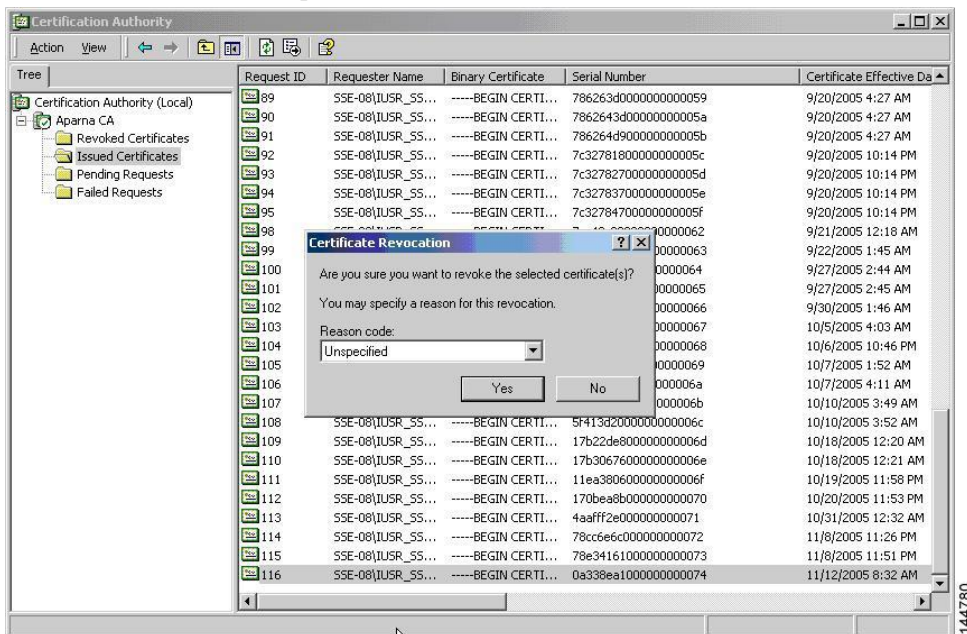 Certification Authority
Action View
Tree
Request ID Requester Name Binary Certificate Serial Number Certificate Effective Da
Certification Authority (Local)
Aparna CA
Revoked Certificates
Issued Certificates
Pending Requests
Failed Requests
89 SSE-08\IUSR_SS... -----BEGIN CERTI... 786263d0000000000059 9/20/2005 4:27 AM
90 SSE-08\IUSR_SS... -----BEGIN CERTI... 7862643d00000000005a 9/20/2005 4:27 AM
91 SSE-08\IUSR_SS... -----BEGIN CERTI... 786264d900000000005b 9/20/2005 4:27 AM
92 SSE-08\IUSR_SS... -----BEGIN CERTI... 7c32781800000000005c 9/20/2005 10:14 PM
93 SSE-08\IUSR_SS... -----BEGIN CERTI... 7c32782700000000005d 9/20/2005 10:14 PM
94 SSE-08\IUSR_SS... -----BEGIN CERTI... 7c32783700000000005e 9/20/2005 10:14 PM
95 SSE-08\IUSR_SS... -----BEGIN CERTI... 7c32784700000000005f 9/20/2005 10:14 PM
98 9/21/2005 12:18 AM
99 9/22/2005 1:45 AM
100 9/27/2005 2:44 AM
101 9/27/2005 2:45 AM
102 9/30/2005 1:46 AM
103 10/5/2005 4:03 AM
104 10/6/2005 10:46 PM
105 10/7/2005 1:52 AM
106 10/7/2005 4:11 AM
107 10/10/2005 3:49 AM
108 SSE-08\IUSR_SS... -----BEGIN CERTI... 5f413d2000000000006c 10/10/2005 3:52 AM
109 SSE-08\IUSR_SS... -----BEGIN CERTI... 17b22de800000000006d 10/18/2005 12:20 AM
110 SSE-08\IUSR_SS... -----BEGIN CERTI... 17b3067600000000006e 10/18/2005 12:21 AM
111 SSE-08\IUSR_SS... -----BEGIN CERTI... 11ea380600000000006f 10/19/2005 11:58 PM
112 SSE-08\IUSR_SS... -----BEGIN CERTI... 170bea8b000000000070 10/20/2005 11:53 PM
113 SSE-08\IUSR_SS... -----BEGIN CERTI... 4aafff2e000000000071 10/31/2005 12:32 AM
114 SSE-08\IUSR_SS... -----BEGIN CERTI... 78cc6e6c000000000072 11/8/2005 11:26 PM
115 SSE-08\IUSR_SS... -----BEGIN CERTI... 78e34161000000000073 11/8/2005 11:51 PM
116 SSE-08\IUSR_SS... -----BEGIN CERTI... 0a338ea1000000000074 11/12/2005 8:32 AM
Certificate Revocation
Are you sure you want to revoke the selected certificate(s)?
You may specify a reason for this revocation.
Reason code:
Unspecified
Yes No
144780